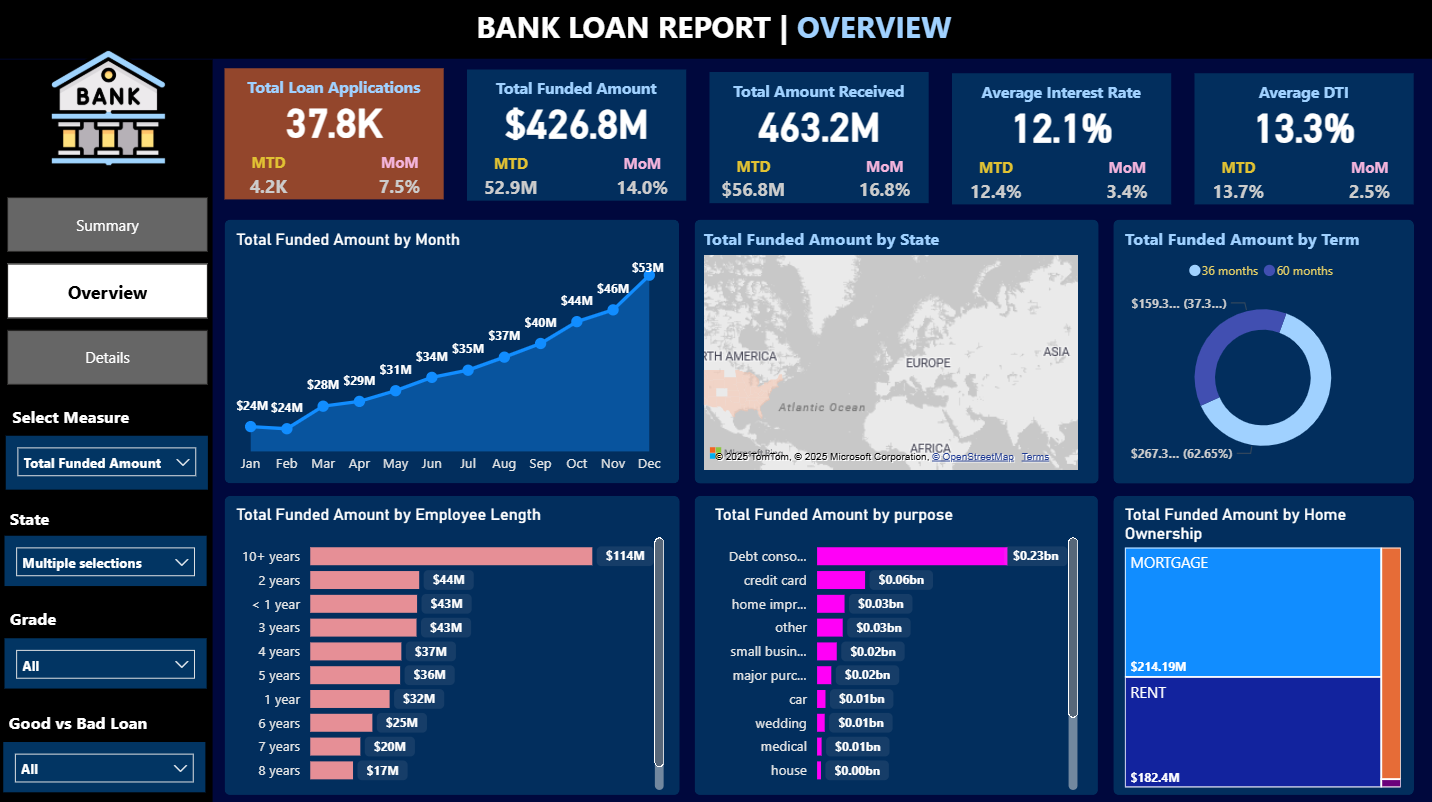 BANK LOAN REPORT | OVERVIEW
BANK
Summary
Overview
Details
Select Measure
Total Funded Amount
State
Multiple selections
Grade
All
Good vs Bad Loan
All
Total Loan Applications
37.8K
MTD MoM
4.2K 7.5%
Total Funded Amount
$426.8M
MTD MoM
52.9M 14.0%
Total Amount Received
463.2M
MTD MoM
$56.8M 16.8%
Average Interest Rate
12.1%
MTD MoM
12.4% 3.4%
Average DTI
13.3%
MTD MoM
13.7% 2.5%
Total Funded Amount by Month
$24M $24M $28M $29M $31M $34M $35M $37M $40M $44M $46M $53M
Jan Feb Mar Apr May Jun Jul Aug Sep Oct Nov Dec
Total Funded Amount by State
RTH AMERICA
EUROPE
ASIA
Atlantic Ocean
AFRICA
© 2025 TomTom, © 2025 Microsoft Corporation, © OpenStreetMap Terms
Total Funded Amount by Term
36 months 60 months
$159.3... (37.3...)
$267.3... (62.65%)
Total Funded Amount by Employee Length
10+ years $114M
2 years $44M
< 1 year $43M
3 years $43M
4 years $37M
5 years $36M
1 year $32M
6 years $25M
7 years $20M
8 years $17M
Total Funded Amount by purpose
Debt conso... $0.23bn
credit card $0.06bn
home impr... $0.03bn
other $0.03bn
small busin... $0.02bn
major purc... $0.02bn
car $0.01bn
wedding $0.01bn
medical $0.01bn
house $0.00bn
Total Funded Amount by Home
Ownership
MORTGAGE
$214.19M
RENT
$182.4M